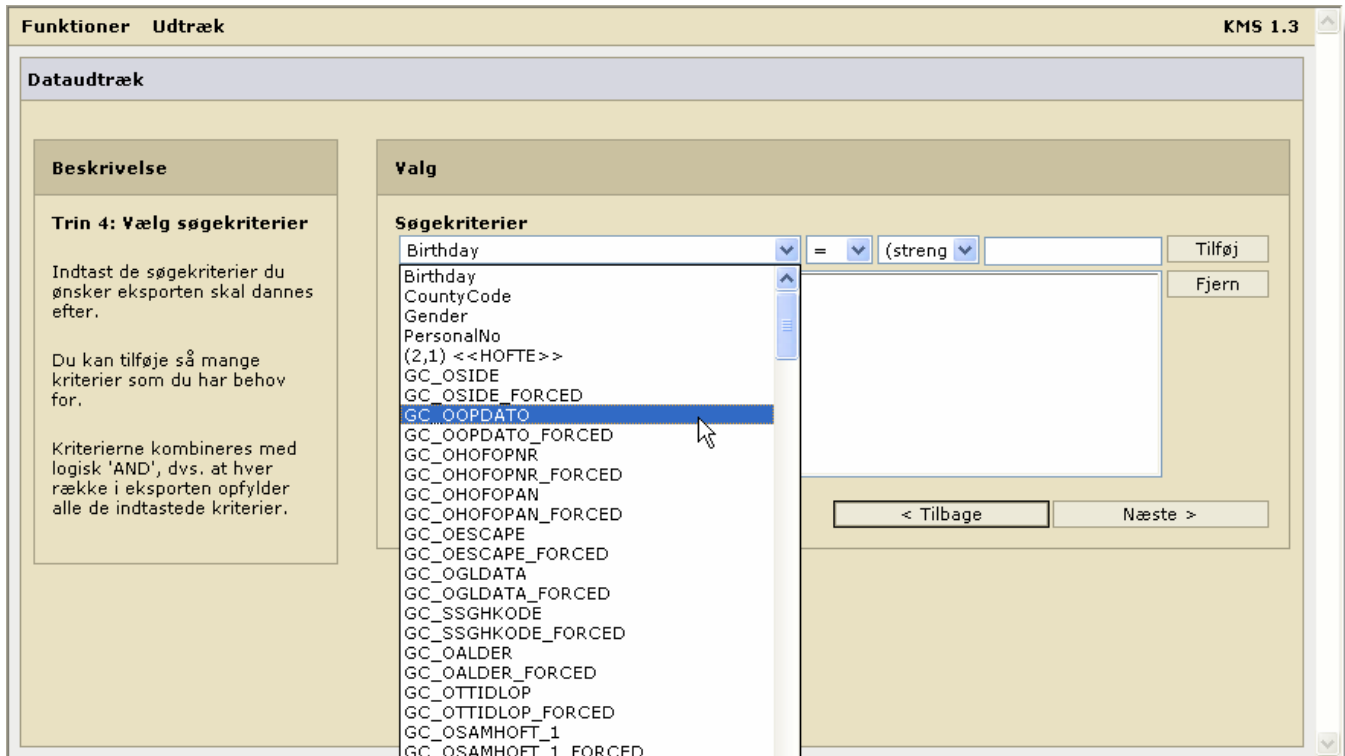 Funktioner Udtræk KMS 1.3
Dataudtræk
Beskrivelse
Trin 4: Vælg søgekriterier
Indtast de søgekriterier du
ønsker eksporten skal dannes
efter.
Du kan tilføje så mange
kriterier som du har behov
for.
Kriterierne kombineres med
logisk 'AND', dvs. at hver
række i eksporten opfylder
alle de indtastede kriterier.
Valg
Søgekriterier
Birthday = (streng Tilføj
Fjern
Birthday
CountyCode
Gender
PersonalNo
(2,1) <<HOFTE>>
GC_OSIDE
GC_OSIDE_FORCED
GC_OOPDATO
GC_OOPDATO_FORCED
GC_OHOFOPNR
GC_OHOFOPNR_FORCED
GC_OHOFOPAN
GC_OHOFOPAN_FORCED
GC_OESCAPE
GC_OESCAPE_FORCED
GC_OGLDATA
GC_OGLDATA_FORCED
GC_SSGHKODE
GC_SSGHKODE_FORCED
GC_OALDER
GC_OALDER_FORCED
GC_OTTIDLOP
GC_OTTIDLOP_FORCED
GC_OSAMHOFT_1
GC_OSAMHOFT_1_FORCED
< Tilbage Næste >